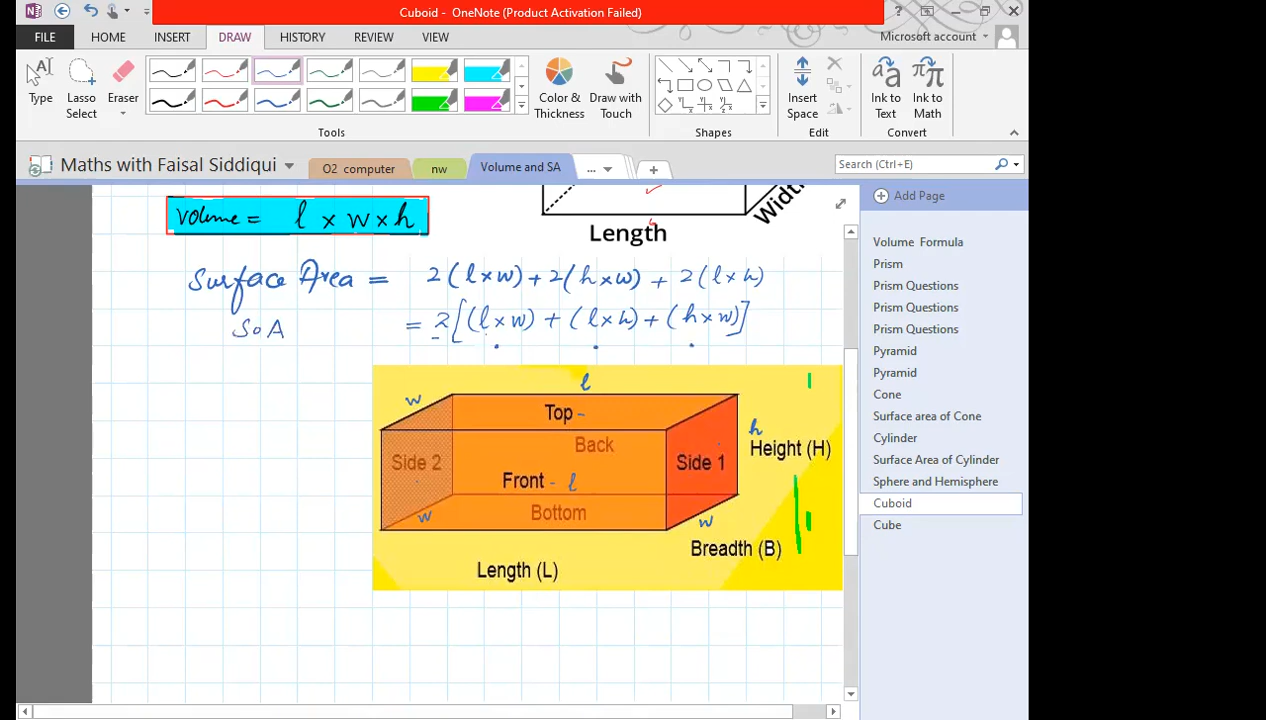 Cuboid - OneNote (Product Activation Failed)
?
FILE HOME INSERT DRAW HISTORY REVIEW VIEW Microsoft account
Type
Lasso Select
Eraser
Color & Thickness
Draw with Touch
Insert Space
Ink to Text
Ink to Math
Tools Shapes Edit Convert
Maths with Faisal Siddiqui O2 computer nw Volume and SA ... Search (Ctrl+E)
Add Page
Volume Formula
Prism
Prism Questions
Prism Questions
Prism Questions
Pyramid
Pyramid
Cone
Surface area of Cone
Cylinder
Surface Area of Cylinder
Sphere and Hemisphere
Cuboid
Cube
Volume = l × w × h
Width
Length
Surface Area = 2(l×w) + 2(h×w) + 2(l×h)
S.A = 2[(l×w) + (l×h) + (h×w)]
l
w
Top -
h
Back
Height (H)
Side 2
Side 1
Front - l
Bottom
w
w
Breadth (B)
Length (L)